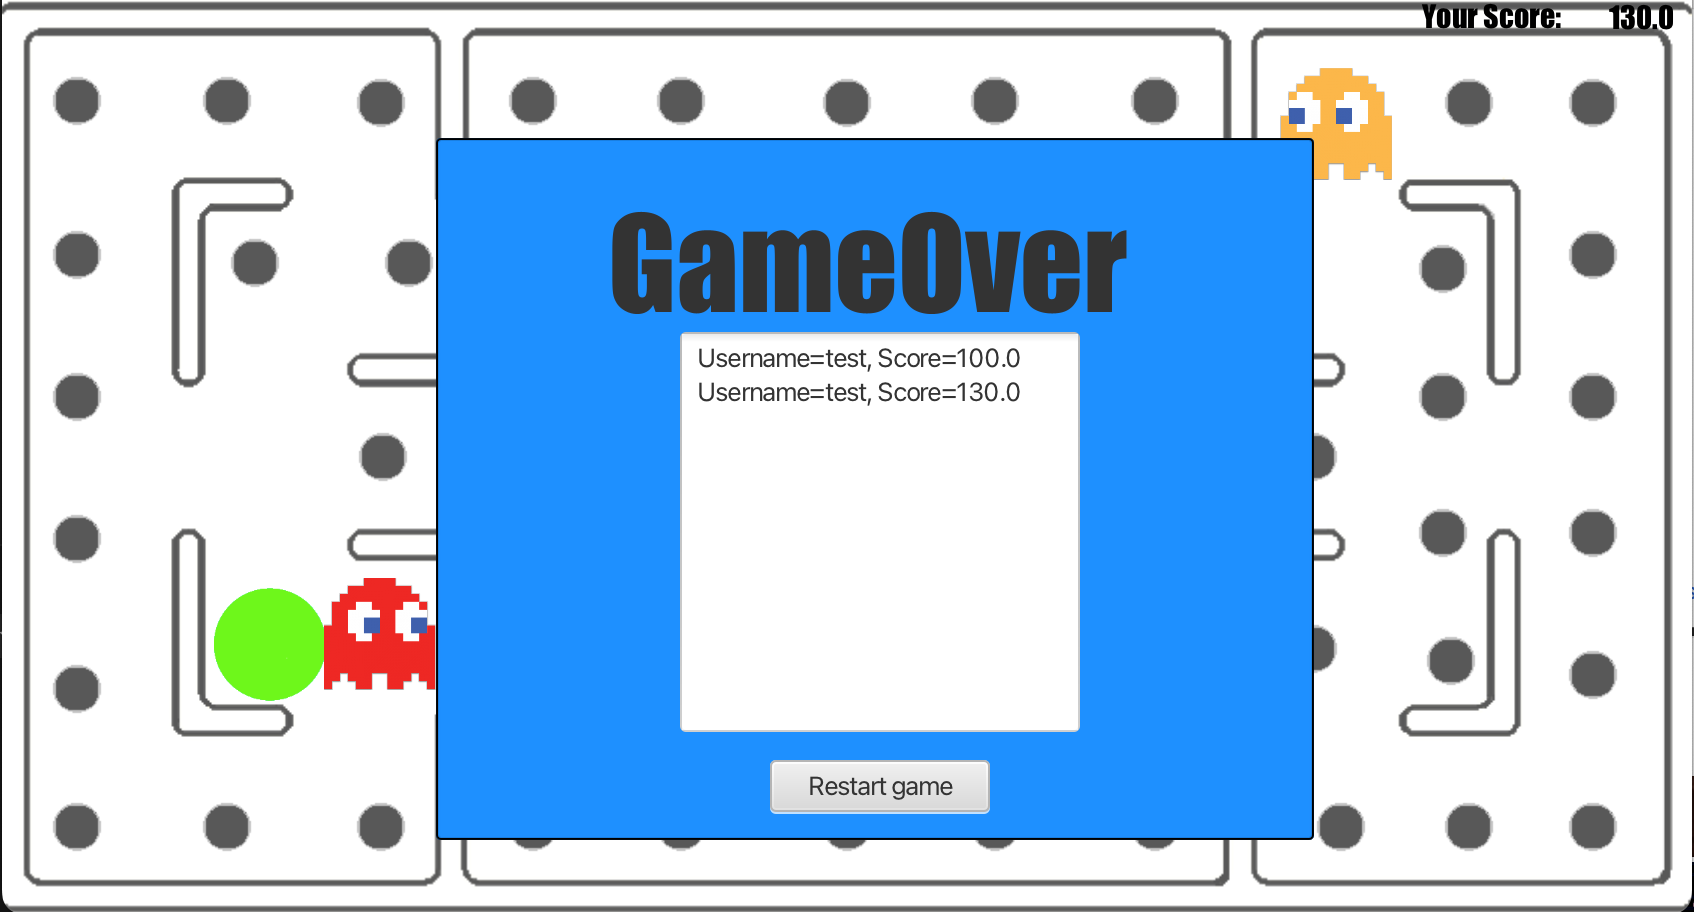 Your Score: 130.0
GameOver
Username=test, Score=100.0
Username=test, Score=130.0
Restart game